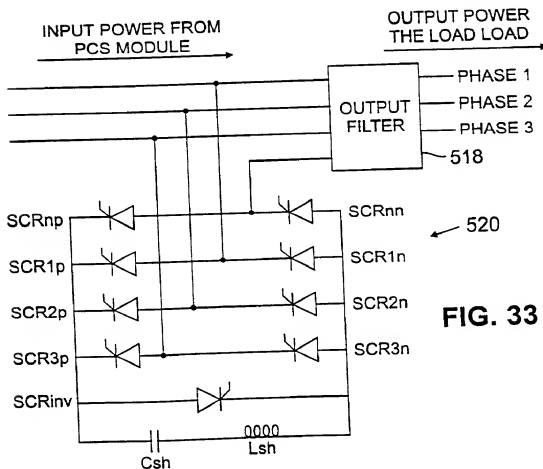 INPUT POWER FROM
PCS MODULE
OUTPUT POWER
THE LOAD LOAD
OUTPUT
FILTER
PHASE 1
PHASE 2
PHASE 3
518
SCRnp
SCRnn
520
SCR1p
SCR1n
SCR2p
SCR2n
FIG. 33
SCR3p
SCR3n
SCRinv
Csh
Lsh